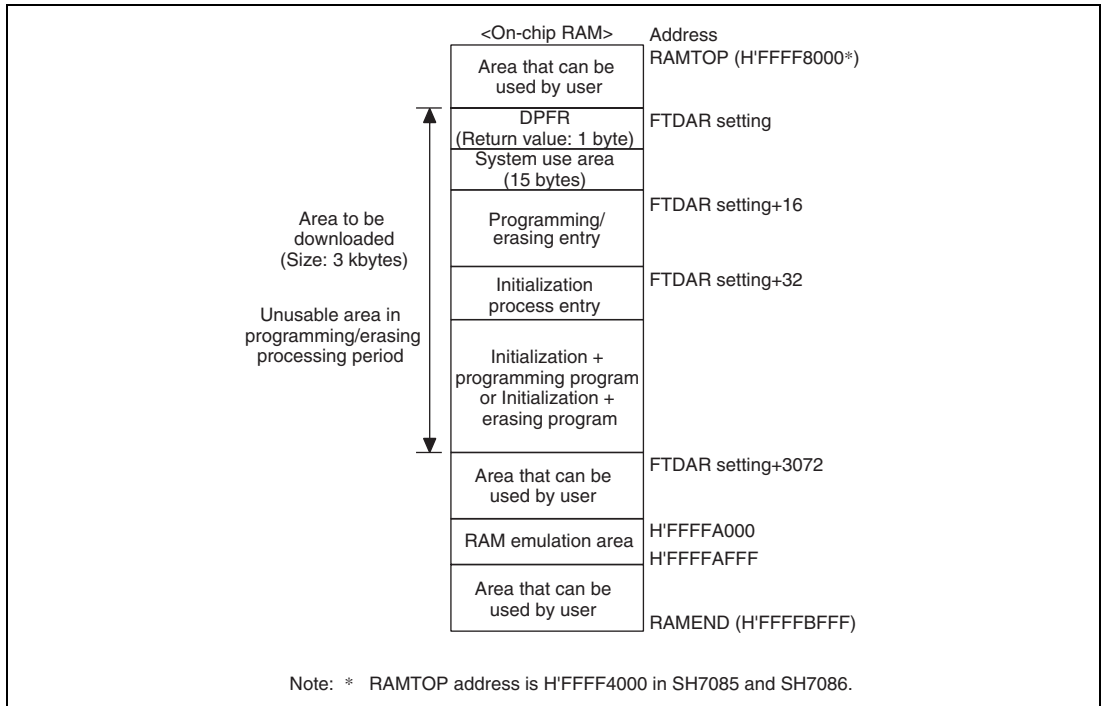 <On-chip RAM>
Address
RAMTOP (H'FFFF8000*)
Area that can be
used by user
DPFR
(Return value: 1 byte)
FTDAR setting
System use area
(15 bytes)
FTDAR setting+16
Programming/
erasing entry
Area to be
downloaded
(Size: 3 kbytes)
FTDAR setting+32
Initialization
process entry
Unusable area in
programming/erasing
processing period
Initialization +
programming program
or Initialization +
erasing program
FTDAR setting+3072
Area that can be
used by user
H'FFFFA000
RAM emulation area
H'FFFFAFFF
Area that can be
used by user
RAMEND (H'FFFFBFFF)
Note: * RAMTOP address is H'FFFF4000 in SH7085 and SH7086.